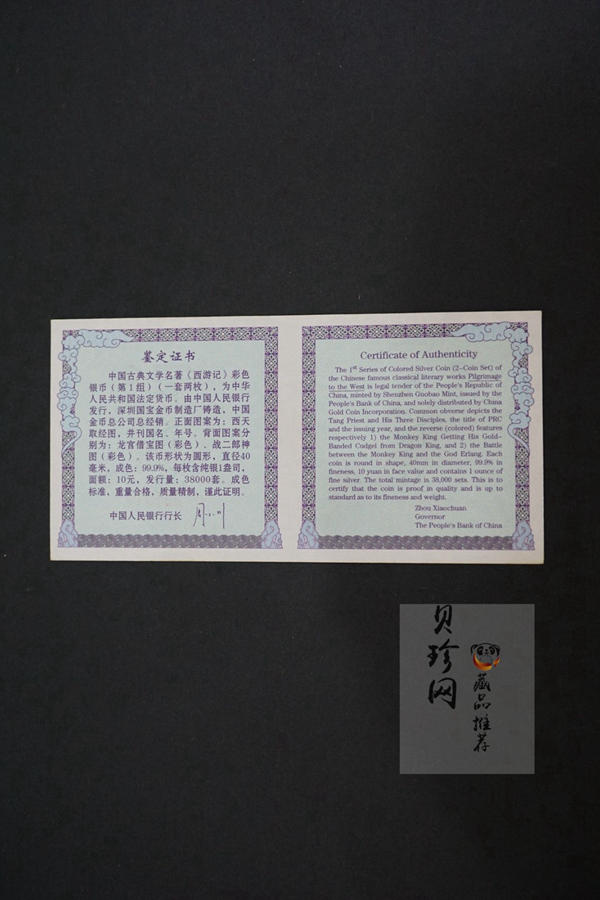 鉴定证书
中国古典文学名著《西游记》彩色
银币（第1组）（一套两枚），为中华
人民共和国法定货币。由中国人民银行
发行，深圳国宝金币制造厂铸造，中国
金币总公司总经销。正面图案为：西天
取经图，并刊国名、年号。背面图案分
别为：龙宫借宝图（彩色）、战二郎神
图（彩色）。该币形状为圆形，直径40
毫米，成色：99.9%，每枚含纯银1盎司，
面额：10元，发行量：38000套。成色
标准，重量合格，质量精制，谨此证明。
中国人民银行行长
Certificate of Authenticity
The 1st Series of Colored Silver Coin (2-Coin Set) of
the Chinese famous classical literary works Pilgrimage
to the West is legal tender of the People's Republic of
China, minted by Shenzhen Guobao Mint, issued by the
People's Bank of China, and solely distributed by China
Gold Coin Incorporation. Common obverse depicts the
Tang Priest and His Three Disciples, the title of PRC
and the issuing year, and the reverse (colored) features
respectively 1) the Monkey King Getting His Gold-
Banded Cudgel from Dragon King, and 2) the Battle
between the Monkey King and the God Erlang. Each
coin is round in shape, 40mm in diameter, 99.9% in
fineness, 10 yuan in face value and contains 1 ounce of
fine silver. The total mintage is 38,000 sets. This is to
certify that the coin is proof in quality and is up to
standard as to its fineness and weight.
Zhou Xiaochuan
Governor
The People's Bank of China
贝珍网
藏品推荐